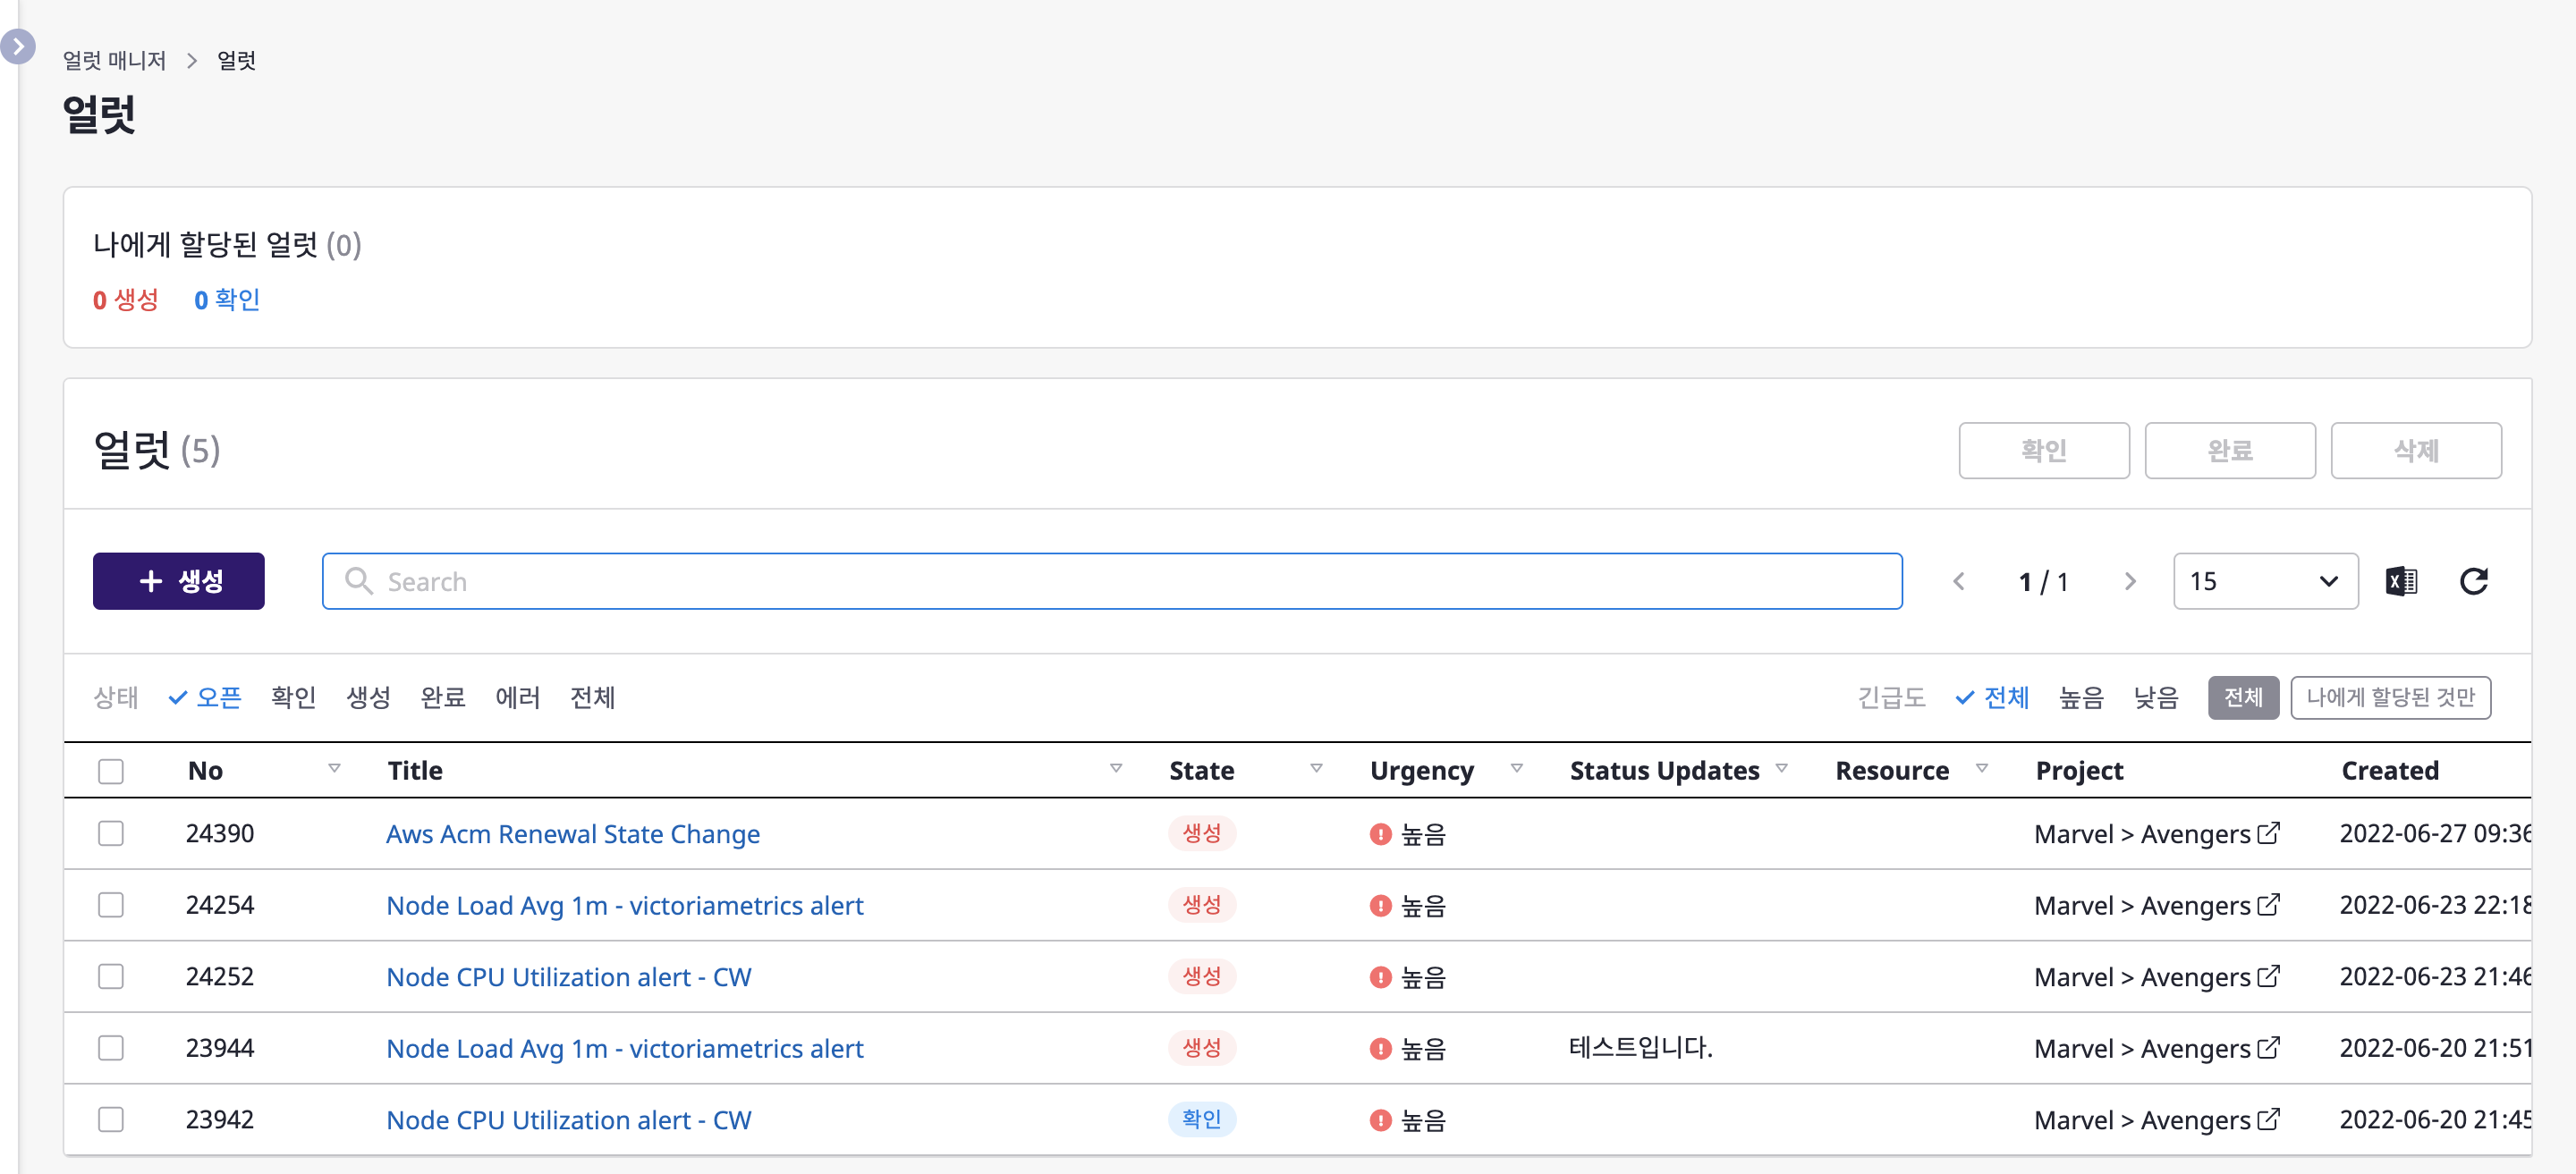 얼럿 매니저 > 얼럿
얼럿
나에게 할당된 얼럿 (0)
0 생성 0 확인
얼럿 (5) 확인 완료 삭제
+ 생성 Search 1 / 1 15
상태 오픈 확인 생성 완료 에러 전체 긴급도 전체 높음 낮음 전체 나에게 할당된 것만
No Title State Urgency Status Updates Resource Project Created
24390 Aws Acm Renewal State Change 생성 높음 Marvel > Avengers 2022-06-27 09:36
24254 Node Load Avg 1m - victoriametrics alert 생성 높음 Marvel > Avengers 2022-06-23 22:18
24252 Node CPU Utilization alert - CW 생성 높음 Marvel > Avengers 2022-06-23 21:46
23944 Node Load Avg 1m - victoriametrics alert 생성 높음 테스트입니다. Marvel > Avengers 2022-06-20 21:51
23942 Node CPU Utilization alert - CW 확인 높음 Marvel > Avengers 2022-06-20 21:45